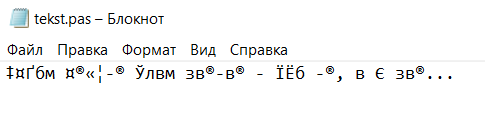 tekst.pas – Блокнот
Файл Правка Формат Вид Справка
‡¤Ґбм ¤®«¦­® Ўлвм зв®-в® - ЇЁб ­®, в Є зв®...